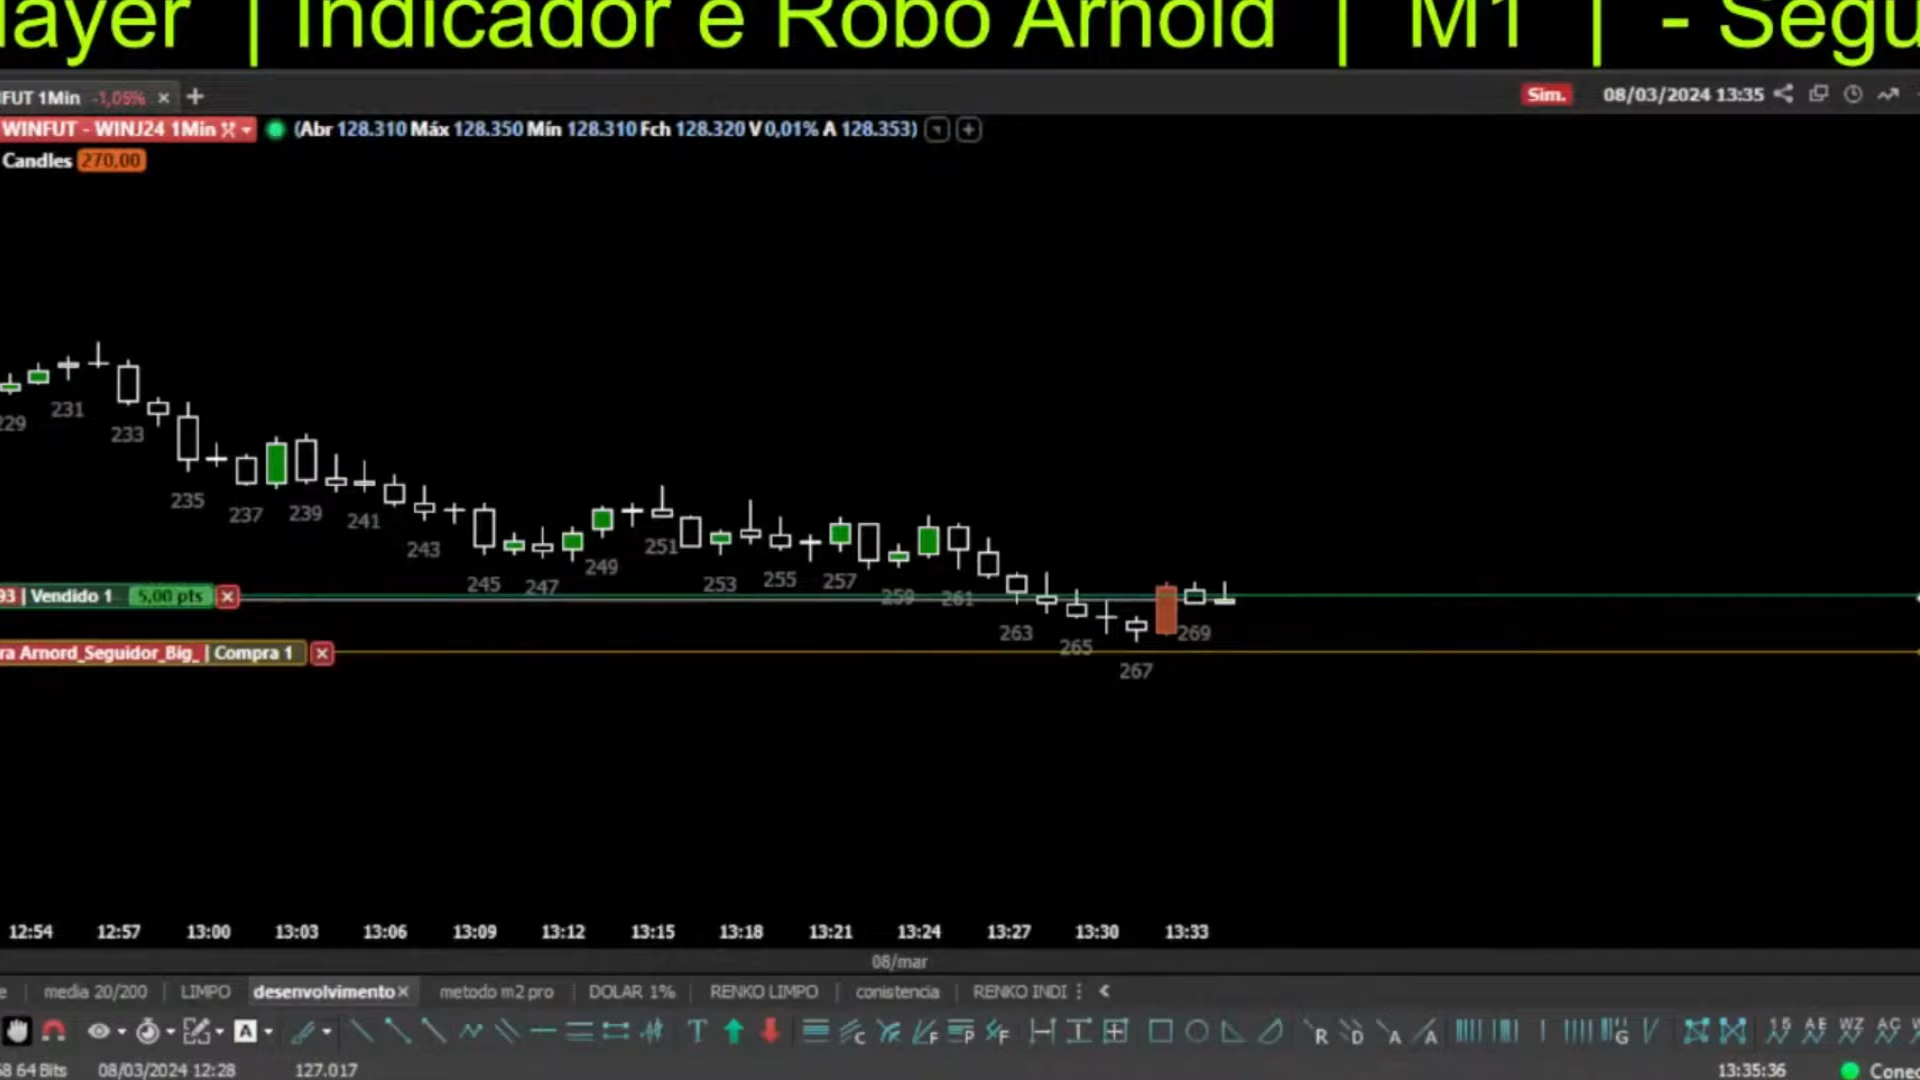 layer | Indicador e Robo Arnold | M1 | - Segu
FUT 1Min -1,05% × +
Sim. 08/03/2024 13:35
WINFUT - WINJ24 1Min (Abr 128.310 Máx 128.350 Mín 128.310 Fch 128.320 V 0,01% A 128.353)
Candles 270,00
229 231 233 235 237 239 241 243 245 247 249 251 253 255 257 259 261 263 265 267 269
93 | Vendido 1 5,00 pts ×
ra Arnord_Seguidor_Big_ | Compra 1 ×
12:54 12:57 13:00 13:03 13:06 13:09 13:12 13:15 13:18 13:21 13:24 13:27 13:30 13:33
08/mar
e | media 20/200 | LIMPO desenvolvimento× metodo m2 pro | DOLAR 1% | RENKO LIMPO | conistencia | RENKO INDI
A T C F P F R D A A G 15 AE WZ AC W
68 64 Bits 08/03/2024 12:28 127.017 13:35:36 Conec